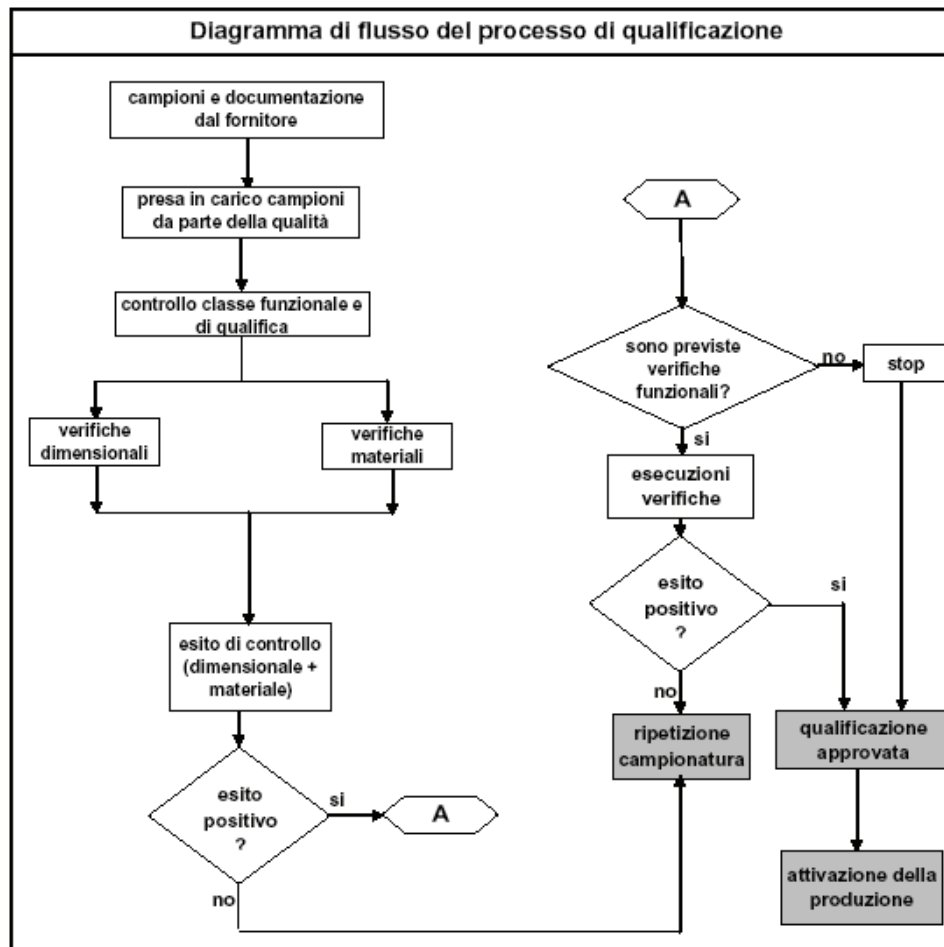 Diagramma di flusso del processo di qualificazione
campioni e documentazione
dal fornitore
presa in carico campioni
da parte della qualità
controllo classe funzionale e
di qualifica
verifiche
dimensionali
verifiche
materiali
esito di controllo
(dimensionale +
materiale)
esito
positivo
?
si
A
no
A
sono previste
verifiche
funzionali?
no
stop
si
esecuzioni
verifiche
esito
positivo
?
si
no
ripetizione
campionatura
qualificazione
approvata
attivazione della
produzione